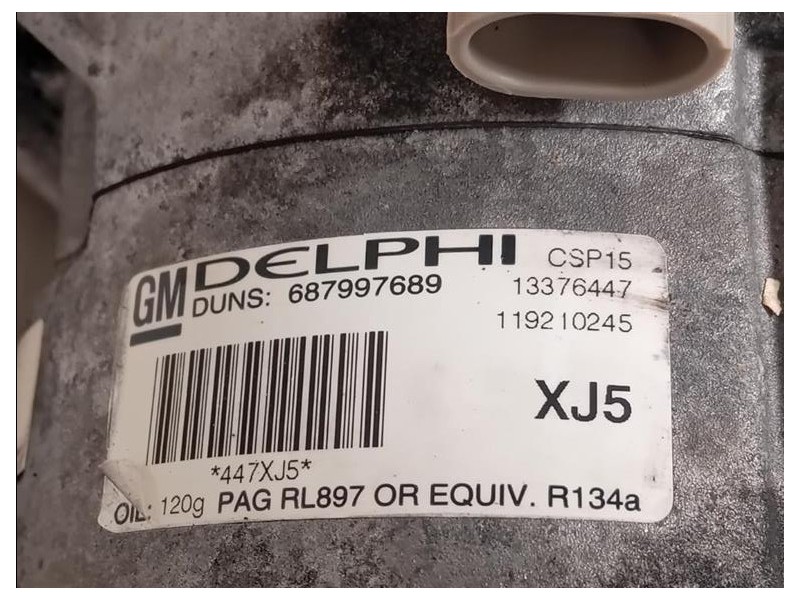 GM DELPHI CSP15
DUNS: 687997689 13376447
119210245
XJ5
*447XJ5*
OIL: 120g PAG RL897 OR EQUIV. R134a